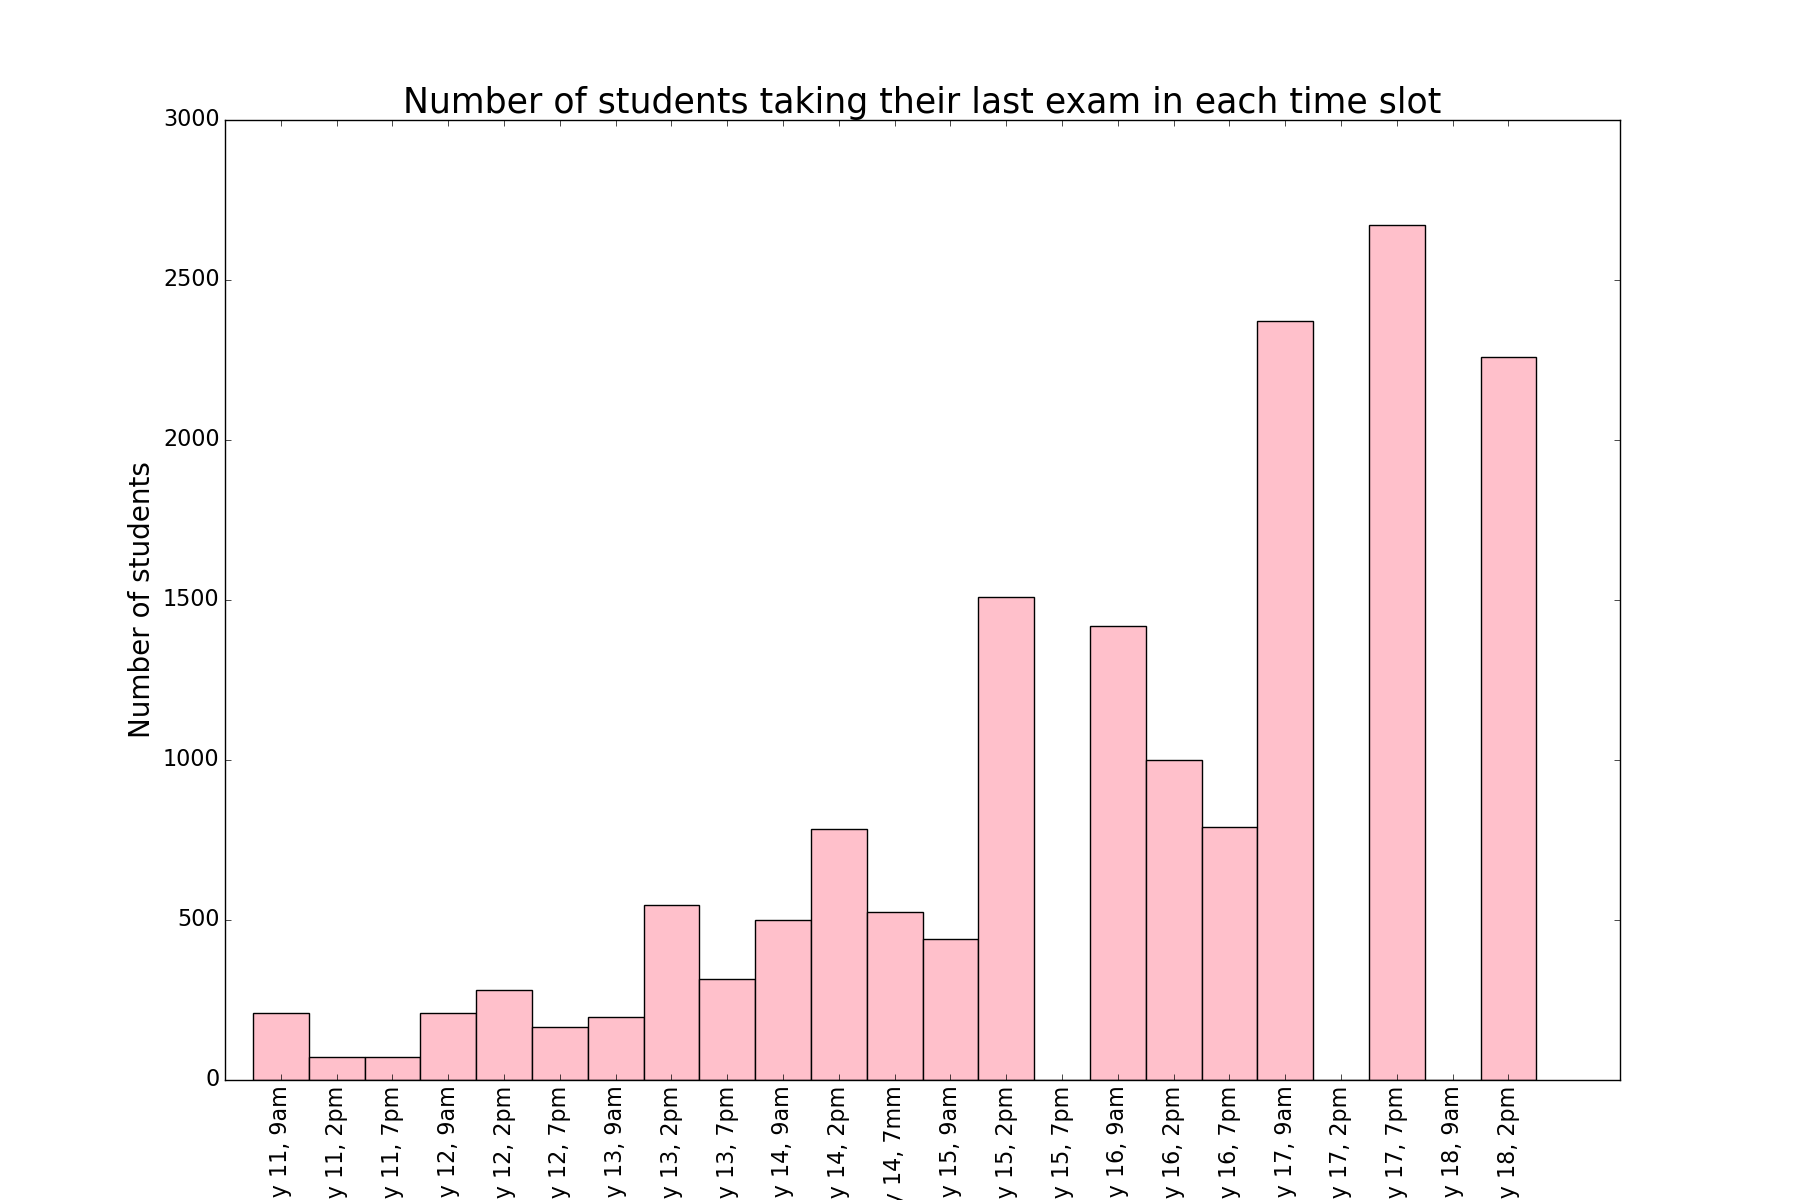 Number of students taking their last exam in each time slot
Number of students
3000
2500
2000
1500
1000
500
0
y 11, 9am
y 11, 2pm
y 11, 7pm
y 12, 9am
y 12, 2pm
y 12, 7pm
y 13, 9am
y 13, 2pm
y 13, 7pm
y 14, 9am
y 14, 2pm
y 14, 7mm
y 15, 9am
y 15, 2pm
y 15, 7pm
y 16, 9am
y 16, 2pm
y 16, 7pm
y 17, 9am
y 17, 2pm
y 17, 7pm
y 18, 9am
y 18, 2pm